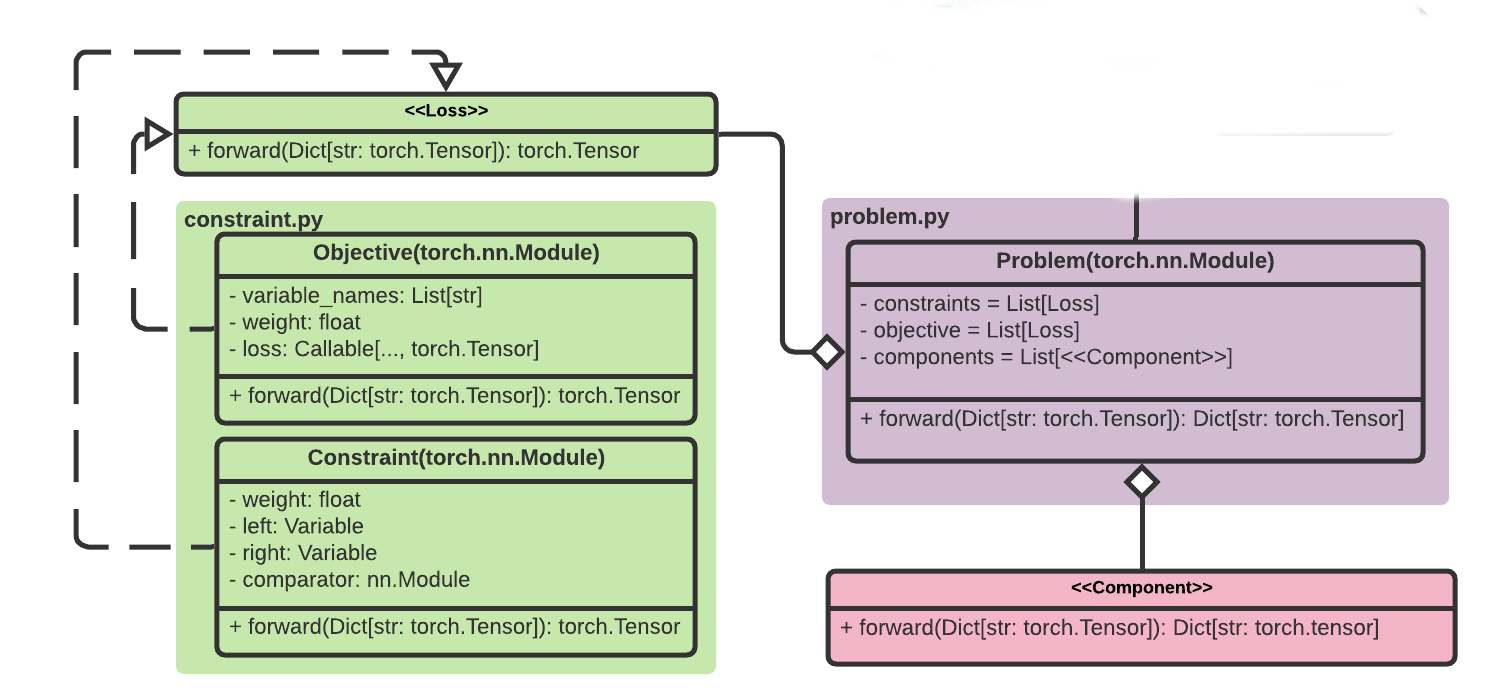 <<Loss>>
+ forward(Dict[str: torch.Tensor]): torch.Tensor
constraint.py
Objective(torch.nn.Module)
- variable_names: List[str]
- weight: float
- loss: Callable[..., torch.Tensor]
+ forward(Dict[str: torch.Tensor]): torch.Tensor
Constraint(torch.nn.Module)
- weight: float
- left: Variable
- right: Variable
- comparator: nn.Module
+ forward(Dict[str: torch.Tensor]): torch.Tensor
problem.py
Problem(torch.nn.Module)
- constraints = List[Loss]
- objective = List[Loss]
- components = List[<<Component>>]
+ forward(Dict[str: torch.Tensor]): Dict[str: torch.Tensor]
<<Component>>
+ forward(Dict[str: torch.Tensor]): Dict[str: torch.tensor]